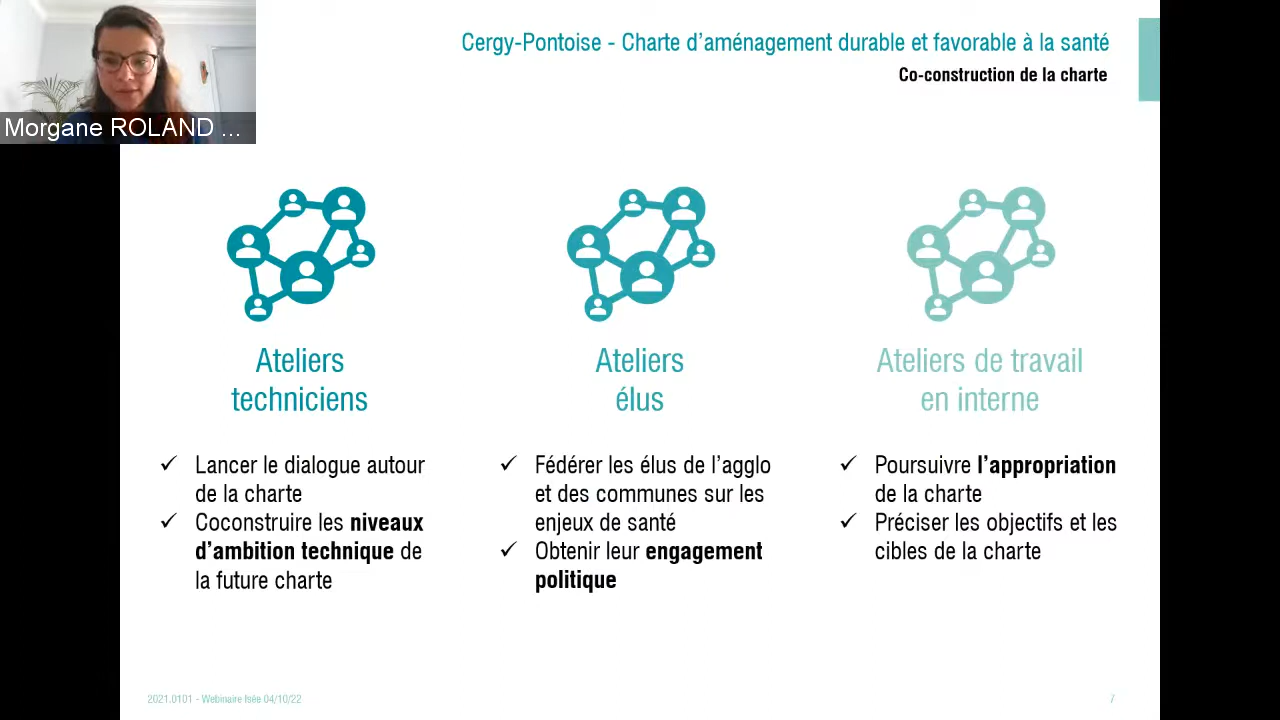 Cergy-Pontoise - Charte d’aménagement durable et favorable à la santé
Co-construction de la charte
Morgane ROLAND ...
Ateliers
techniciens
✓ Lancer le dialogue autour
de la charte
✓ Coconstruire les niveaux
d’ambition technique de
la future charte
Ateliers
élus
✓ Fédérer les élus de l’agglo
et des communes sur les
enjeux de santé
✓ Obtenir leur engagement
politique
Ateliers de travail
en interne
✓ Poursuivre l’appropriation
de la charte
✓ Préciser les objectifs et les
cibles de la charte
2021.0101 - Webinaire Isée 04/10/22
7